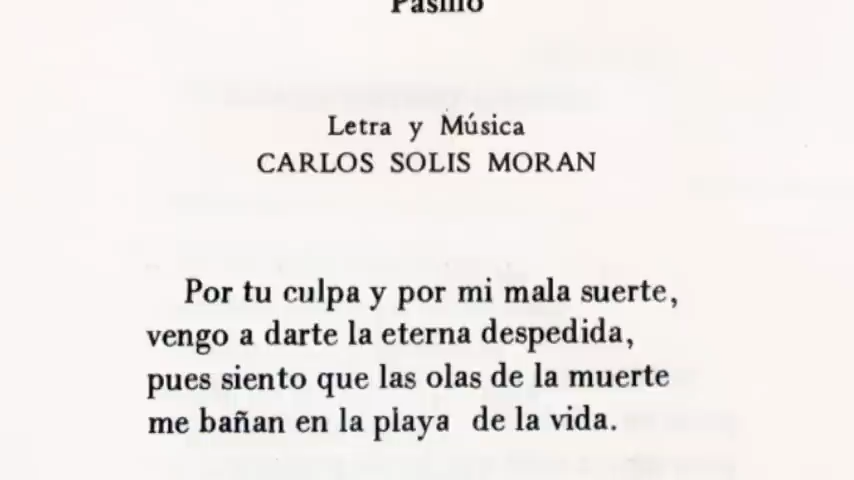 Pasillo
Letra y Música
CARLOS SOLIS MORAN
Por tu culpa y por mi mala suerte,
vengo a darte la eterna despedida,
pues siento que las olas de la muerte
me bañan en la playa de la vida.